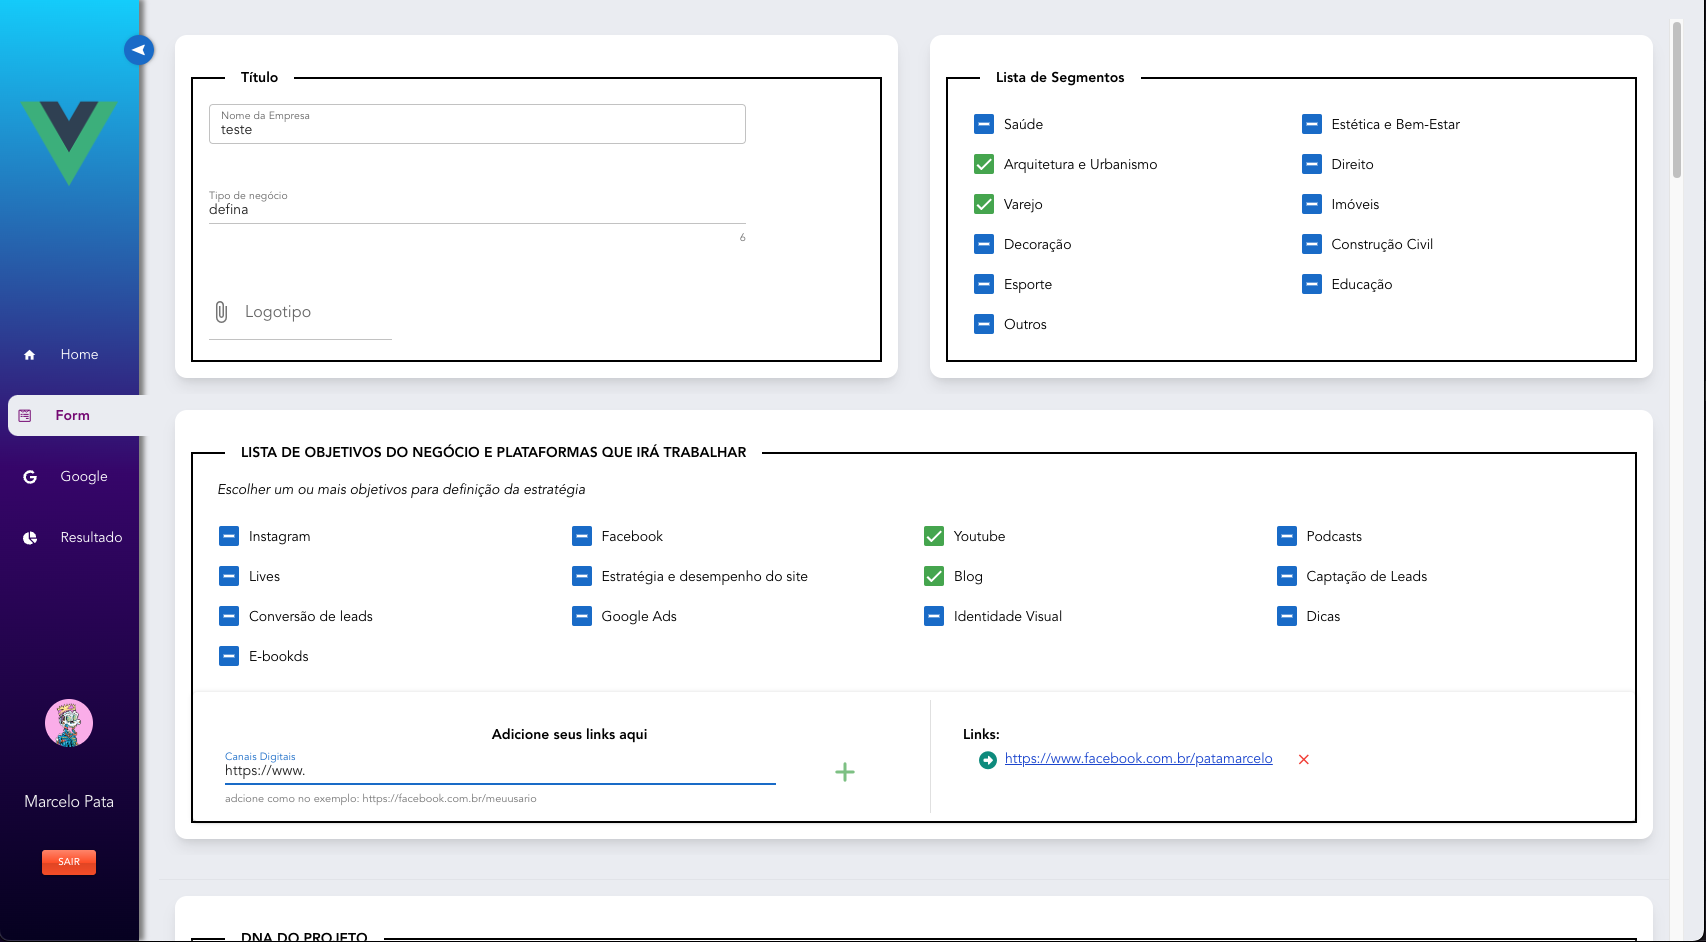 Home
Form
Google
Resultado
Marcelo Pata
SAIR
Título
Nome da Empresa
teste
Tipo de negócio
defina
6
Logotipo
Lista de Segmentos
Saúde
Estética e Bem-Estar
Arquitetura e Urbanismo
Direito
Varejo
Imóveis
Decoração
Construção Civil
Esporte
Educação
Outros
LISTA DE OBJETIVOS DO NEGÓCIO E PLATAFORMAS QUE IRÁ TRABALHAR
Escolher um ou mais objetivos para definição da estratégia
Instagram
Facebook
Youtube
Podcasts
Lives
Estratégia e desempenho do site
Blog
Captação de Leads
Conversão de leads
Google Ads
Identidade Visual
Dicas
E-bookds
Adicione seus links aqui
Canais Digitais
https://www.
adcione como no exemplo: https://facebook.com.br/meuusario
Links:
https://www.facebook.com.br/patamarcelo
DNA DO PROJETO